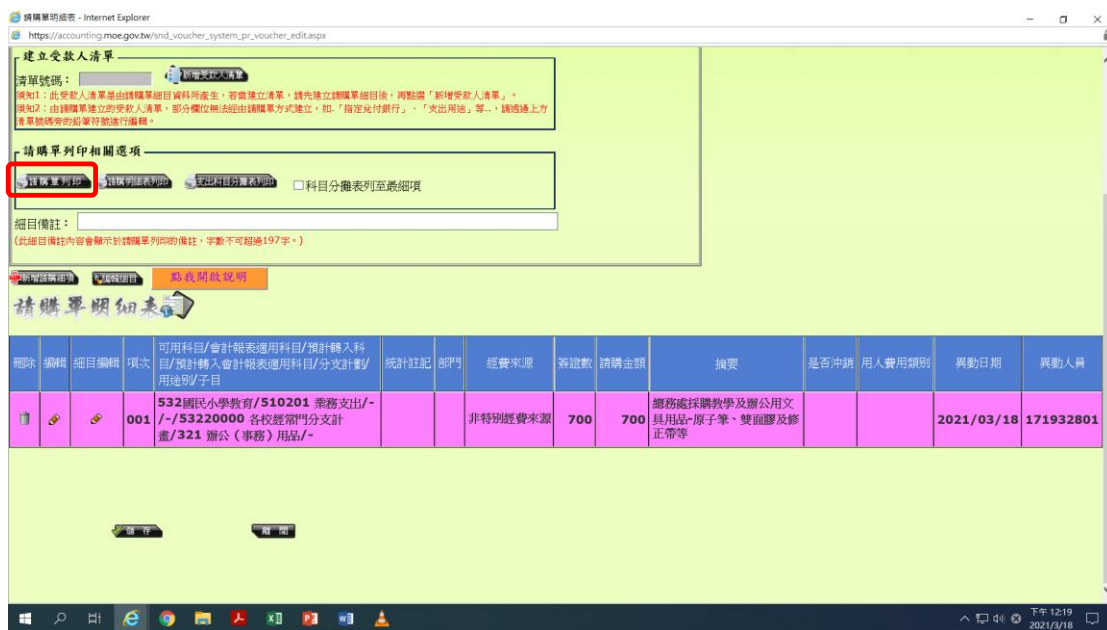 請購單明細表 - Internet Explorer
https://accounting.moe.gov.tw/snd_voucher_system_pr_voucher_edit.aspx
建立受款人清單
清單號碼：
新增受款人清單
須知1：此受款人清單是由請購單細目資料所產生，若需建立清單，請先建立請購單細目後，再點選「新增受款人清單」。
須知2：由請購單建立的受款人清單，部分欄位無法經由請購單方式建立，如.「指定兌付銀行」、「支出用途」等..，請透過上方
清單號碼旁的鉛筆符號進行編輯。
請購單列印相關選項
請購單列印 請購明細表列印 支出科目分攤表列印 科目分攤表列至最細項
細目備註：
(此細目備註內容會顯示於請購單列印的備註，字數不可超過197字。)
新增請購細項 編輯細目 點我開啟說明
請購單明細表
刪除 編輯 細目編輯 項次 可用科目/會計報表適用科目/預計轉入科目/預計轉入會計報表適用科目/分支計劃/用途別/子目 統計註記 部門 經費來源 簽證數 請購金額 摘要 是否沖銷 用人費用類別 異動日期 異動人員
001 532國民小學教育/510201 業務支出/-/-/53220000 各校經常門分支計畫/321 辦公（事務）用品/- 非特別經費來源 700 700 總務處採購教學及辦公用文具用品-原子筆、雙面膠及修正帶等 2021/03/18 171932801
儲 存 離 開
下午 12:19
2021/3/18